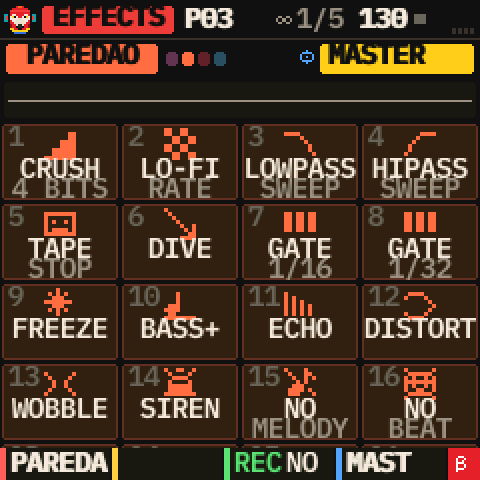 EFFECTS P03 ∞1/5 130
PAREDAO MASTER
1 2 3 4
CRUSH LO-FI LOWPASS HIPASS
4 BITS RATE SWEEP SWEEP
5 6 7 8
TAPE DIVE GATE GATE
STOP 1/16 1/32
9 10 11 12
FREEZE BASS+ ECHO DISTORT
13 14 15 16
WOBBLE SIREN NO NO
MELODY BEAT
PAREDA REC NO MAST β